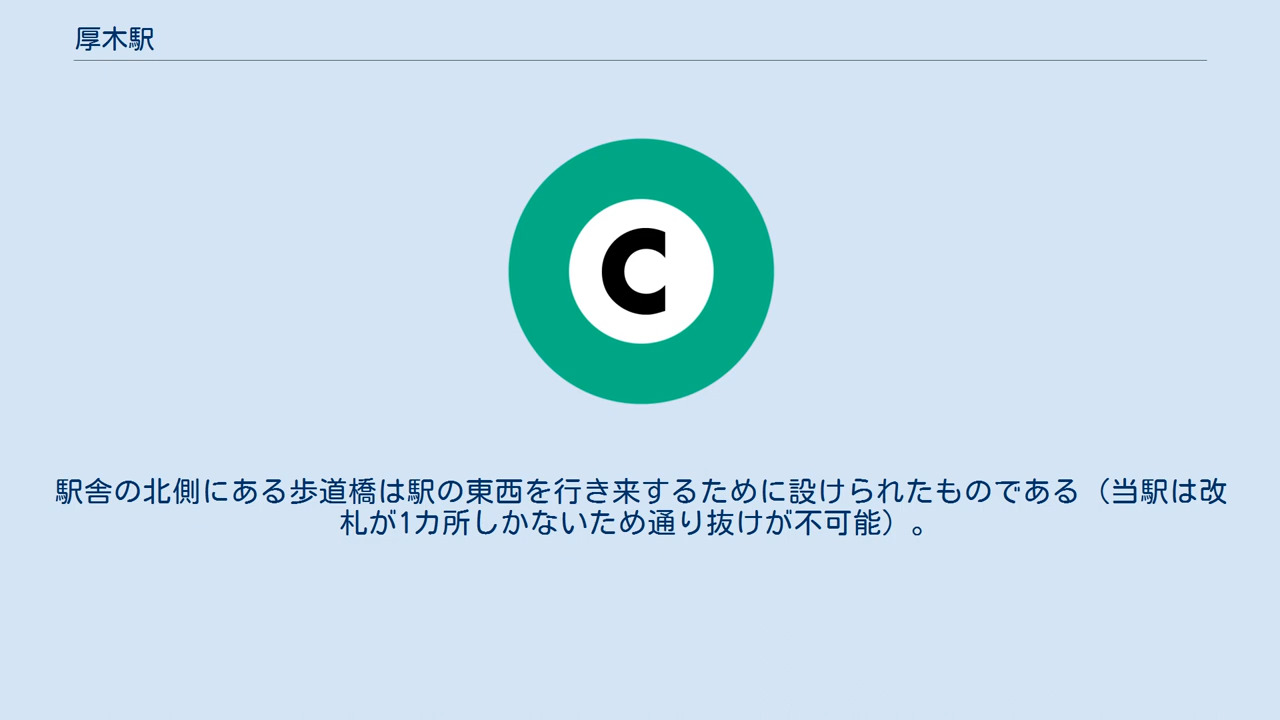 厚木駅
C
駅舎の北側にある歩道橋は駅の東西を行き来するために設けられたものである（当駅は改
札が1カ所しかないため通り抜けが不可能）。